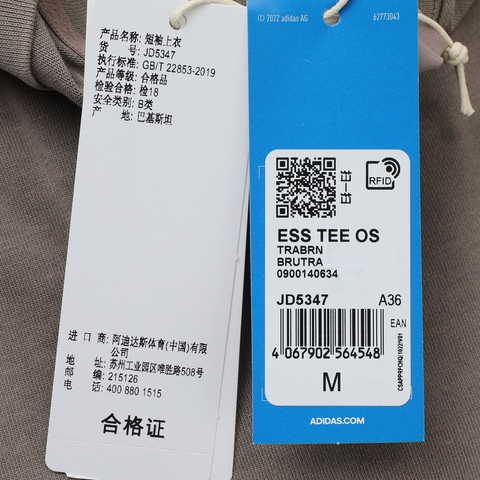 产品名称: 短袖上衣
货 号: JD5347
执行标准: GB/T 22853-2019
产品等级: 合格品
检验合格: 检18
安全类别: B类
产 地: 巴基斯坦
进 口 商: 阿迪达斯体育(中国)有限
公司
地 址: 苏州工业园区唯胜路508号
邮 编: 215126
电 话: 400 880 1515
合格证
© 2022 adidas AG
62773043
RFID
ESS TEE OS
TRABRN
BRUTRA
0900140634
JD5347 A36
EAN
4 067902 564548
M
ADIDAS.COM